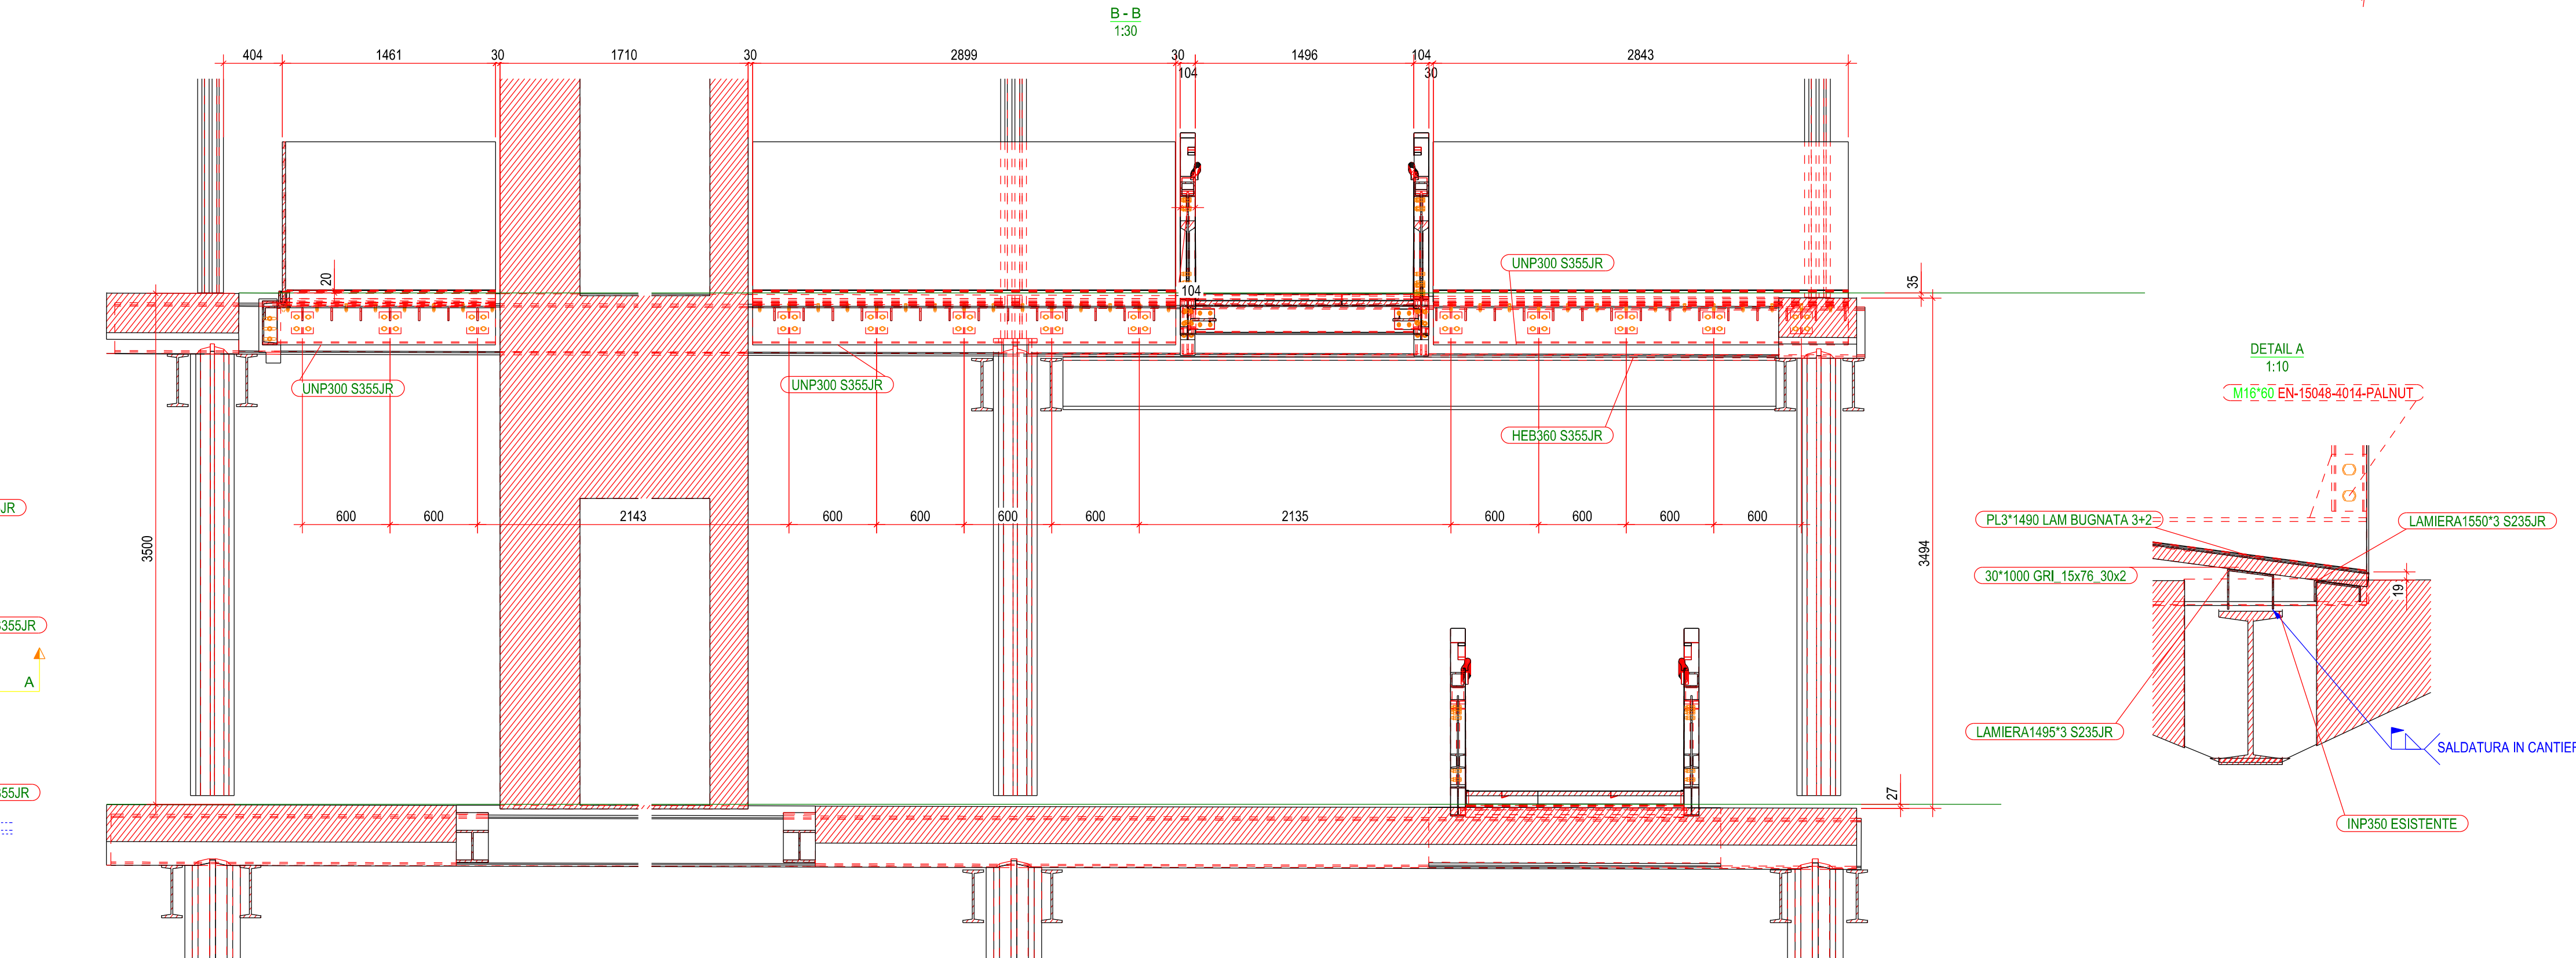 B - B
1:30
404 1461 30 1710 30 2899 30 1496 104 2843
104 30
20
UNP300 S355JR
35
104
UNP300 S355JR
UNP300 S355JR
HEB360 S355JR
600 600 2143 600 600 600 600 2135 600 600 600 600
3500
3494
27
JR
S355JR
A
355JR
DETAIL A
1:10
M16*60 EN-15048-4014-PALNUT
PL3*1490 LAM BUGNATA 3+2
LAMIERA1550*3 S235JR
30*1000 GRI_15x76_30x2
19
LAMIERA1495*3 S235JR
SALDATURA IN CANTIER
INP350 ESISTENTE